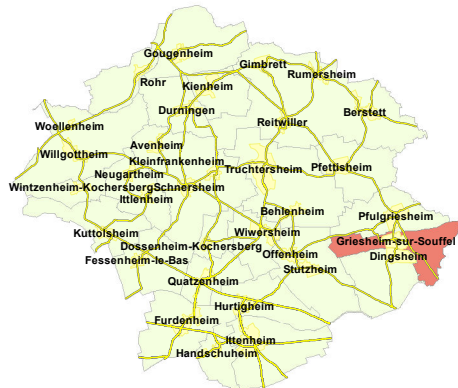 Gougenheim
Gimbrett
Rumersheim
Rohr
Kienheim
Durningen
Berstett
Reitwiller
Woellenheim
Avenheim
Willgottheim
Kleinfrankenheim
Neugartheim
Truchtersheim
Pfettisheim
Wintzenheim-Kochersberg
Schnersheim
Ittlenheim
Behlenheim
Pfulgriesheim
Kuttolsheim
Wiwersheim
Griesheim-sur-Souffel
Dossenheim-Kochersberg
Offenheim
Dingsheim
Fessenheim-le-Bas
Stutzheim
Quatzenheim
Hurtigheim
Furdenheim
Ittenheim
Handschuheim